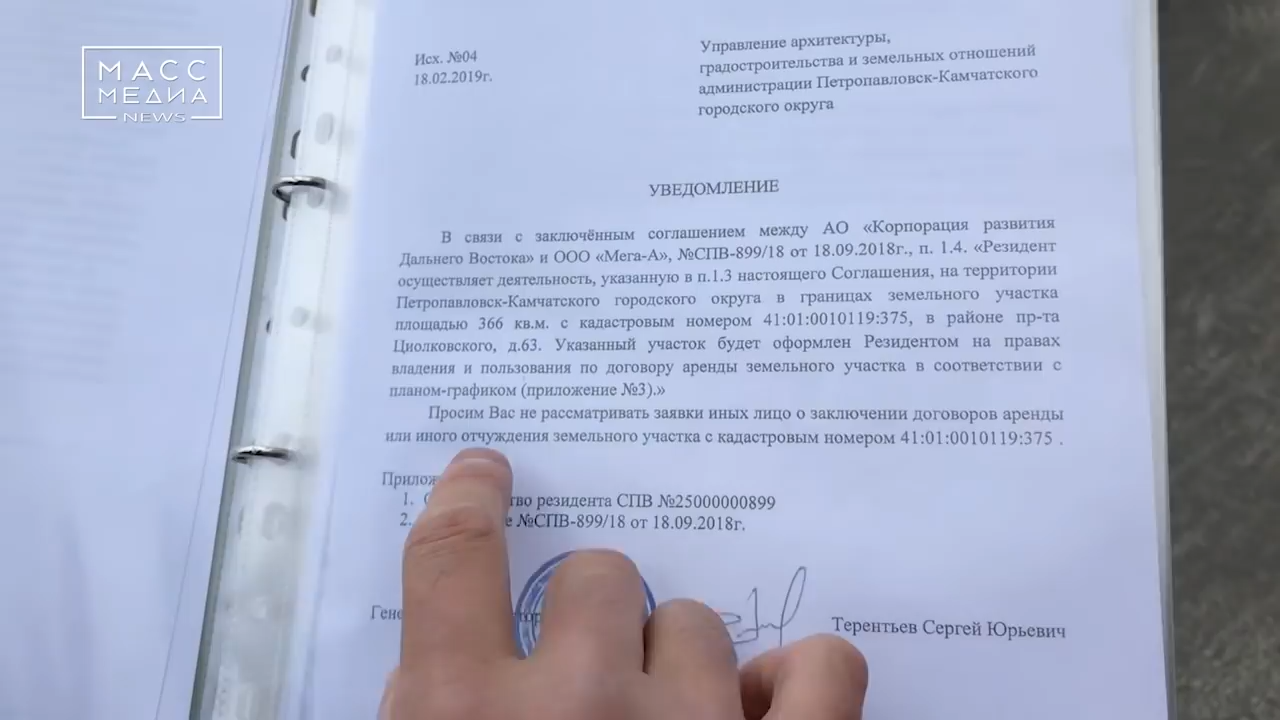 МАСС
МЕДИА
NEWS
Исх. №04
18.02.2019г.
Управление архитектуры,
градостроительства и земельных отношений
администрации Петропавловск-Камчатского
городского округа
УВЕДОМЛЕНИЕ
В связи с заключённым соглашением между АО «Корпорация развития
Дальнего Востока» и ООО «Мега-А», №СПВ-899/18 от 18.09.2018г., п. 1.4. «Резидент
осуществляет деятельность, указанную в п.1.3 настоящего Соглашения, на территории
Петропавловск-Камчатского городского округа в границах земельного участка
площадью 366 кв.м. с кадастровым номером 41:01:0010119:375, в районе пр-та
Циолковского, д.63. Указанный участок будет оформлен Резидентом на правах
владения и пользования по договору аренды земельного участка в соответствии с
планом-графиком (приложение №3).»
Просим Вас не рассматривать заявки иных лицо о заключении договоров аренды
или иного отчуждения земельного участка с кадастровым номером 41:01:0010119:375 .
Прилож
1. С тво резидента СПВ №25000000899
2. е №СПВ-899/18 от 18.09.2018г.
Гене тор Терентьев Сергей Юрьевич